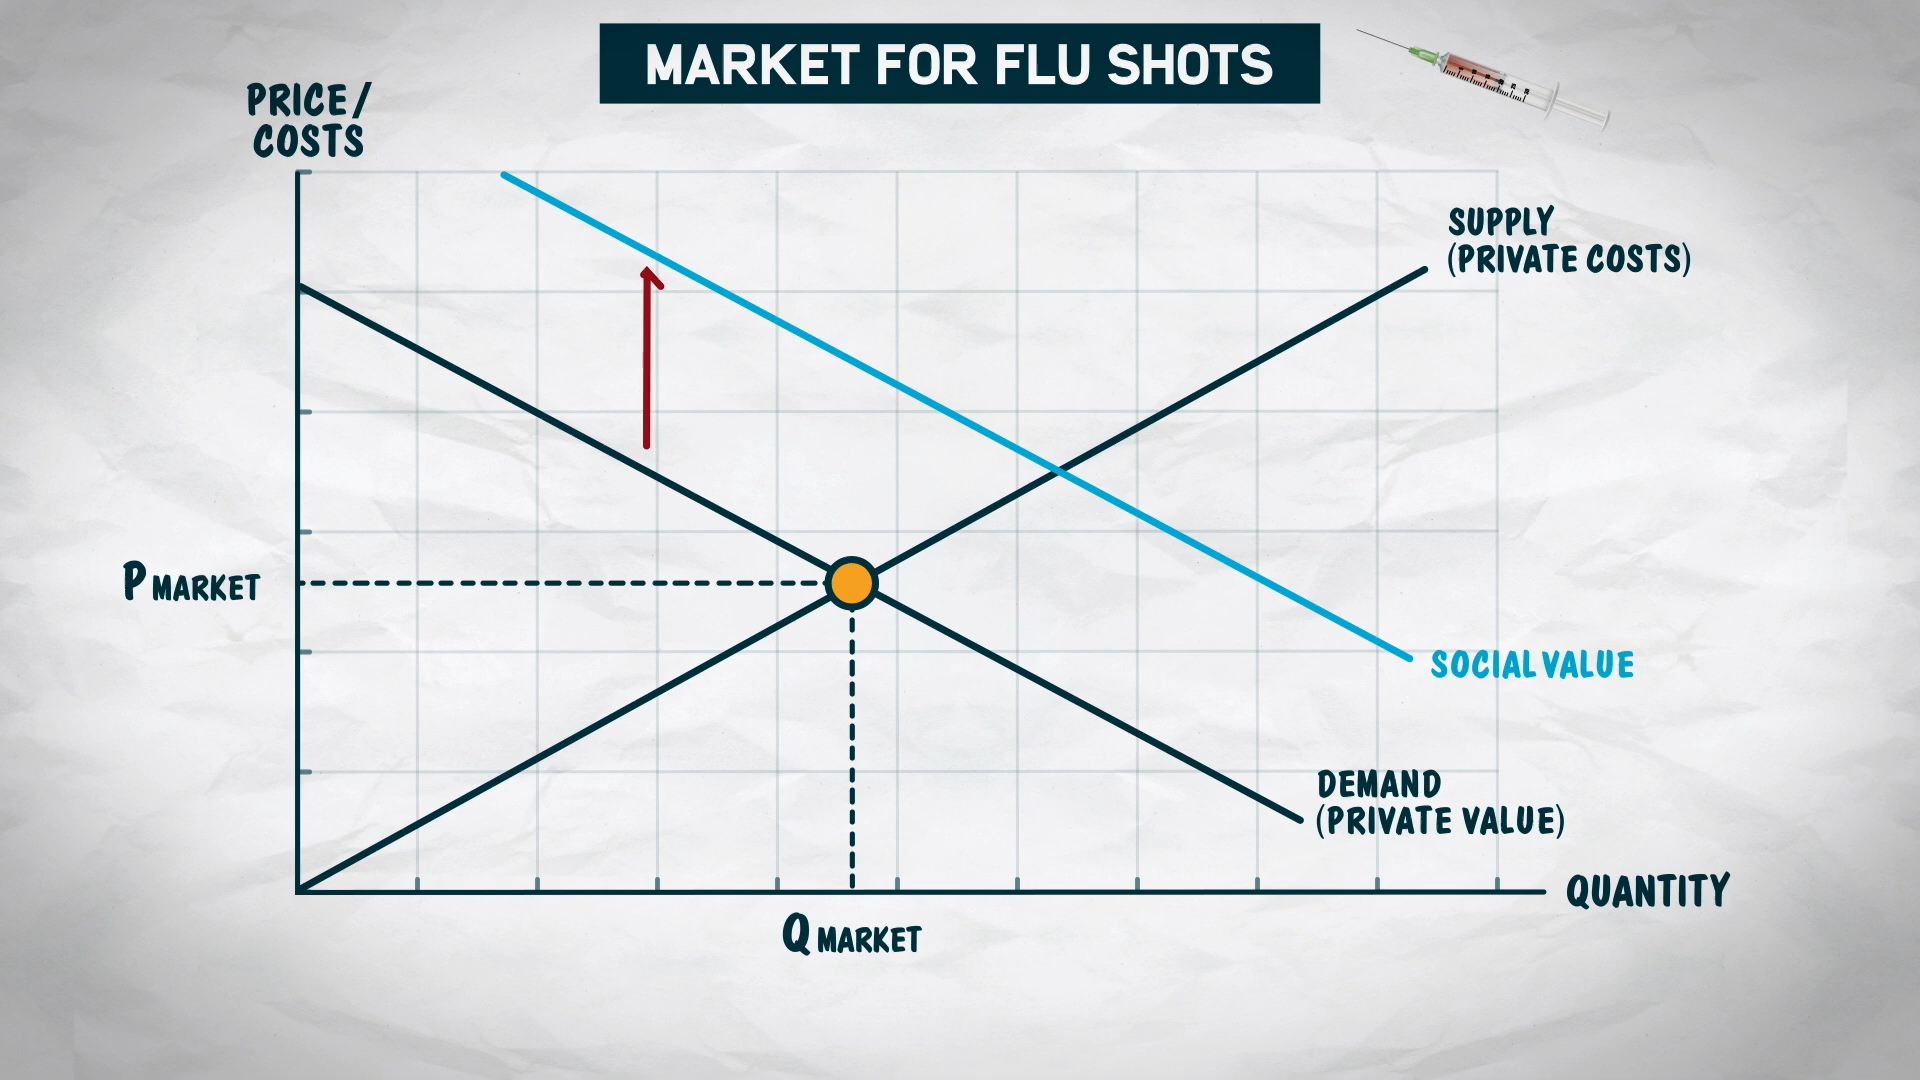 MARKET FOR FLU SHOTS
PRICE/
COSTS
SUPPLY
(PRIVATE COSTS)
P MARKET
SOCIAL VALUE
DEMAND
(PRIVATE VALUE)
QUANTITY
Q MARKET